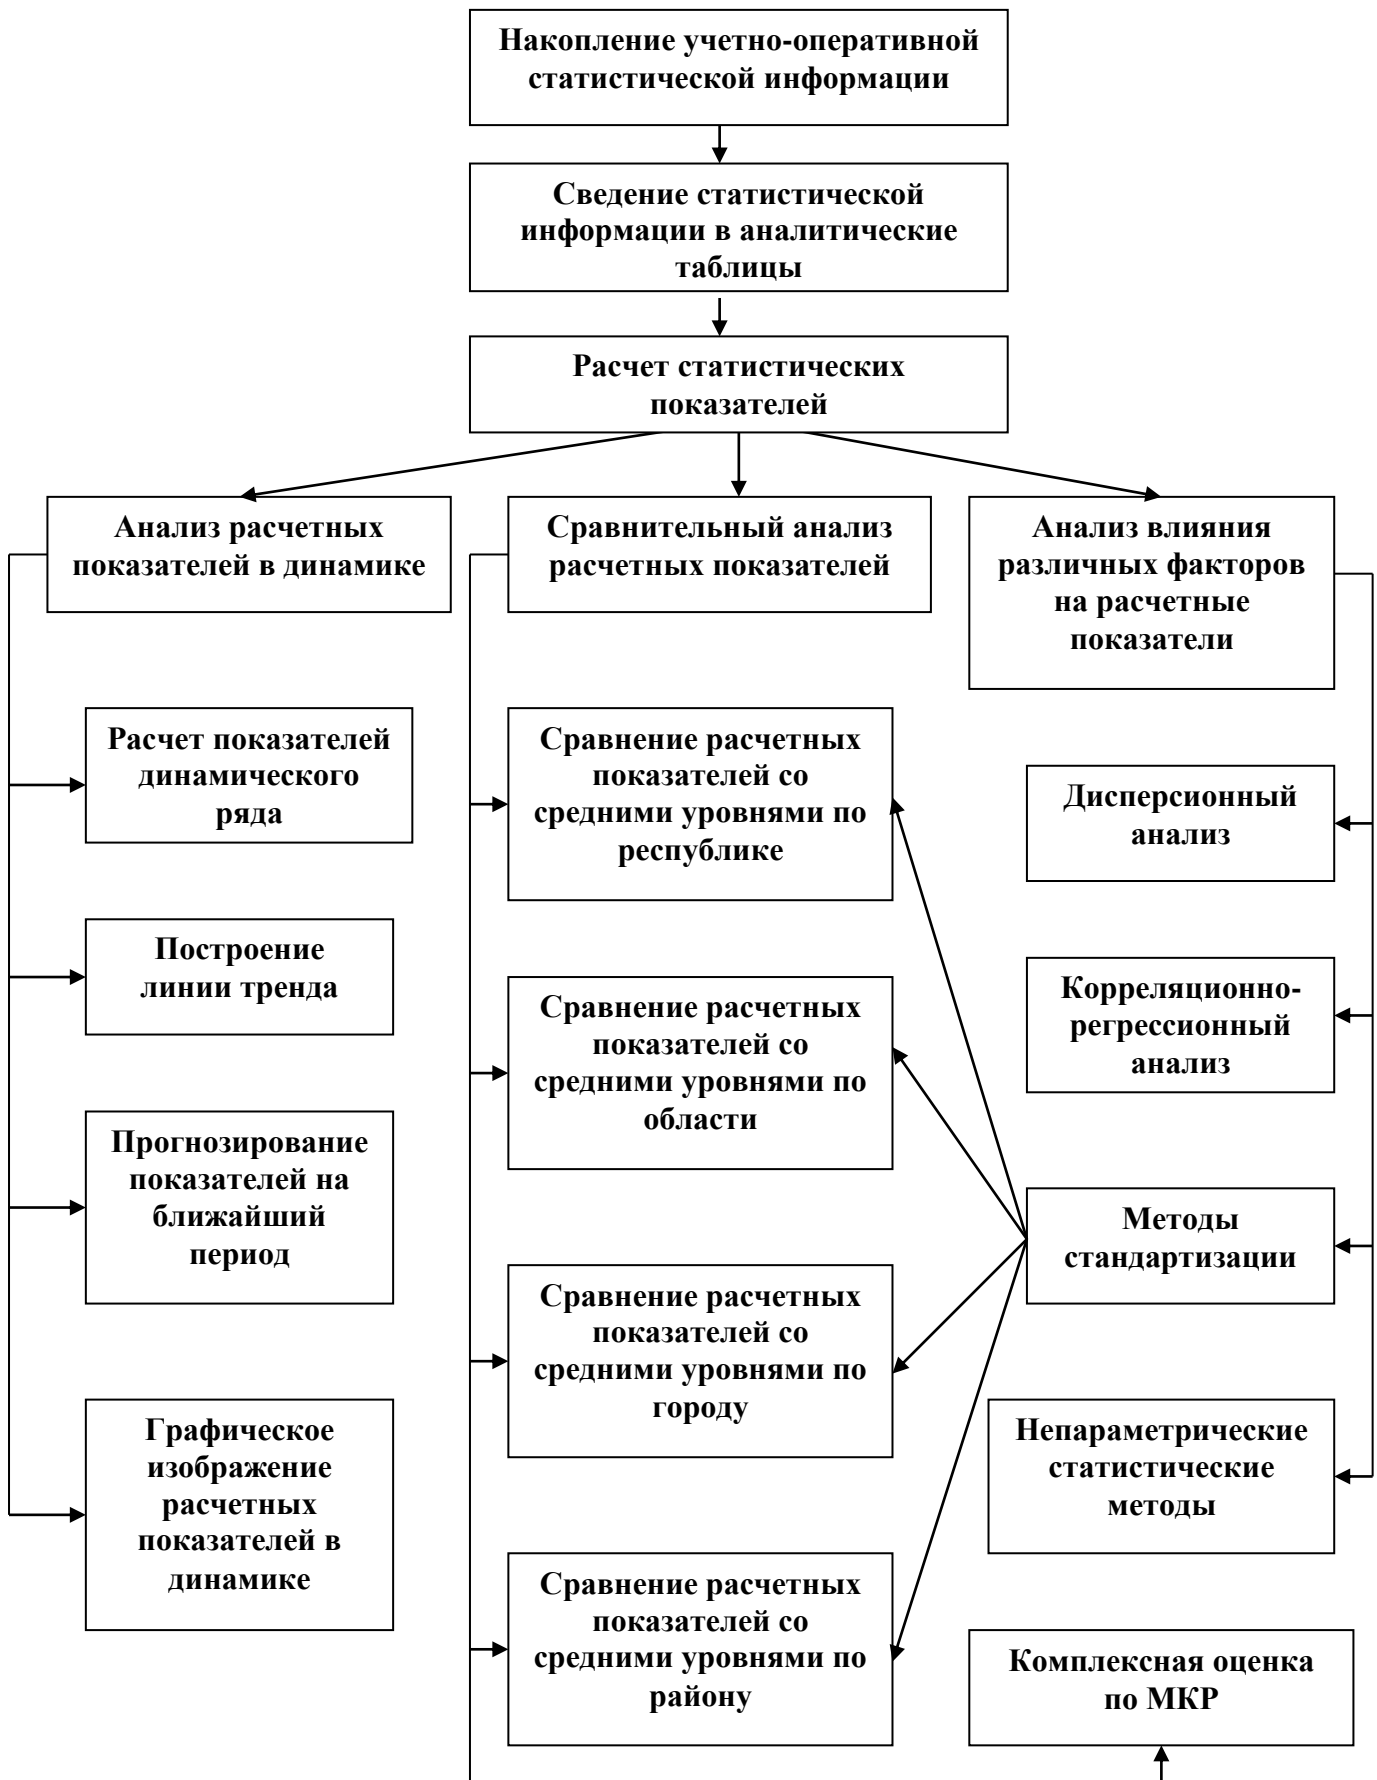 Накопление учетно-оперативной
статистической информации
Сведение статистической
информации в аналитические
таблицы
Расчет статистических
показателей
Анализ расчетных
показателей в динамике
Сравнительный анализ
расчетных показателей
Анализ влияния
различных факторов
на расчетные
показатели
Расчет показателей
динамического
ряда
Построение
линии тренда
Прогнозирование
показателей на
ближайший
период
Графическое
изображение
расчетных
показателей в
динамике
Сравнение расчетных
показателей со
средними уровнями по
республике
Сравнение расчетных
показателей со
средними уровнями по
области
Сравнение расчетных
показателей со
средними уровнями по
городу
Сравнение расчетных
показателей со
средними уровнями по
району
Дисперсионный
анализ
Корреляционно-
регрессионный
анализ
Методы
стандартизации
Непараметрические
статистические
методы
Комплексная оценка
по МКР